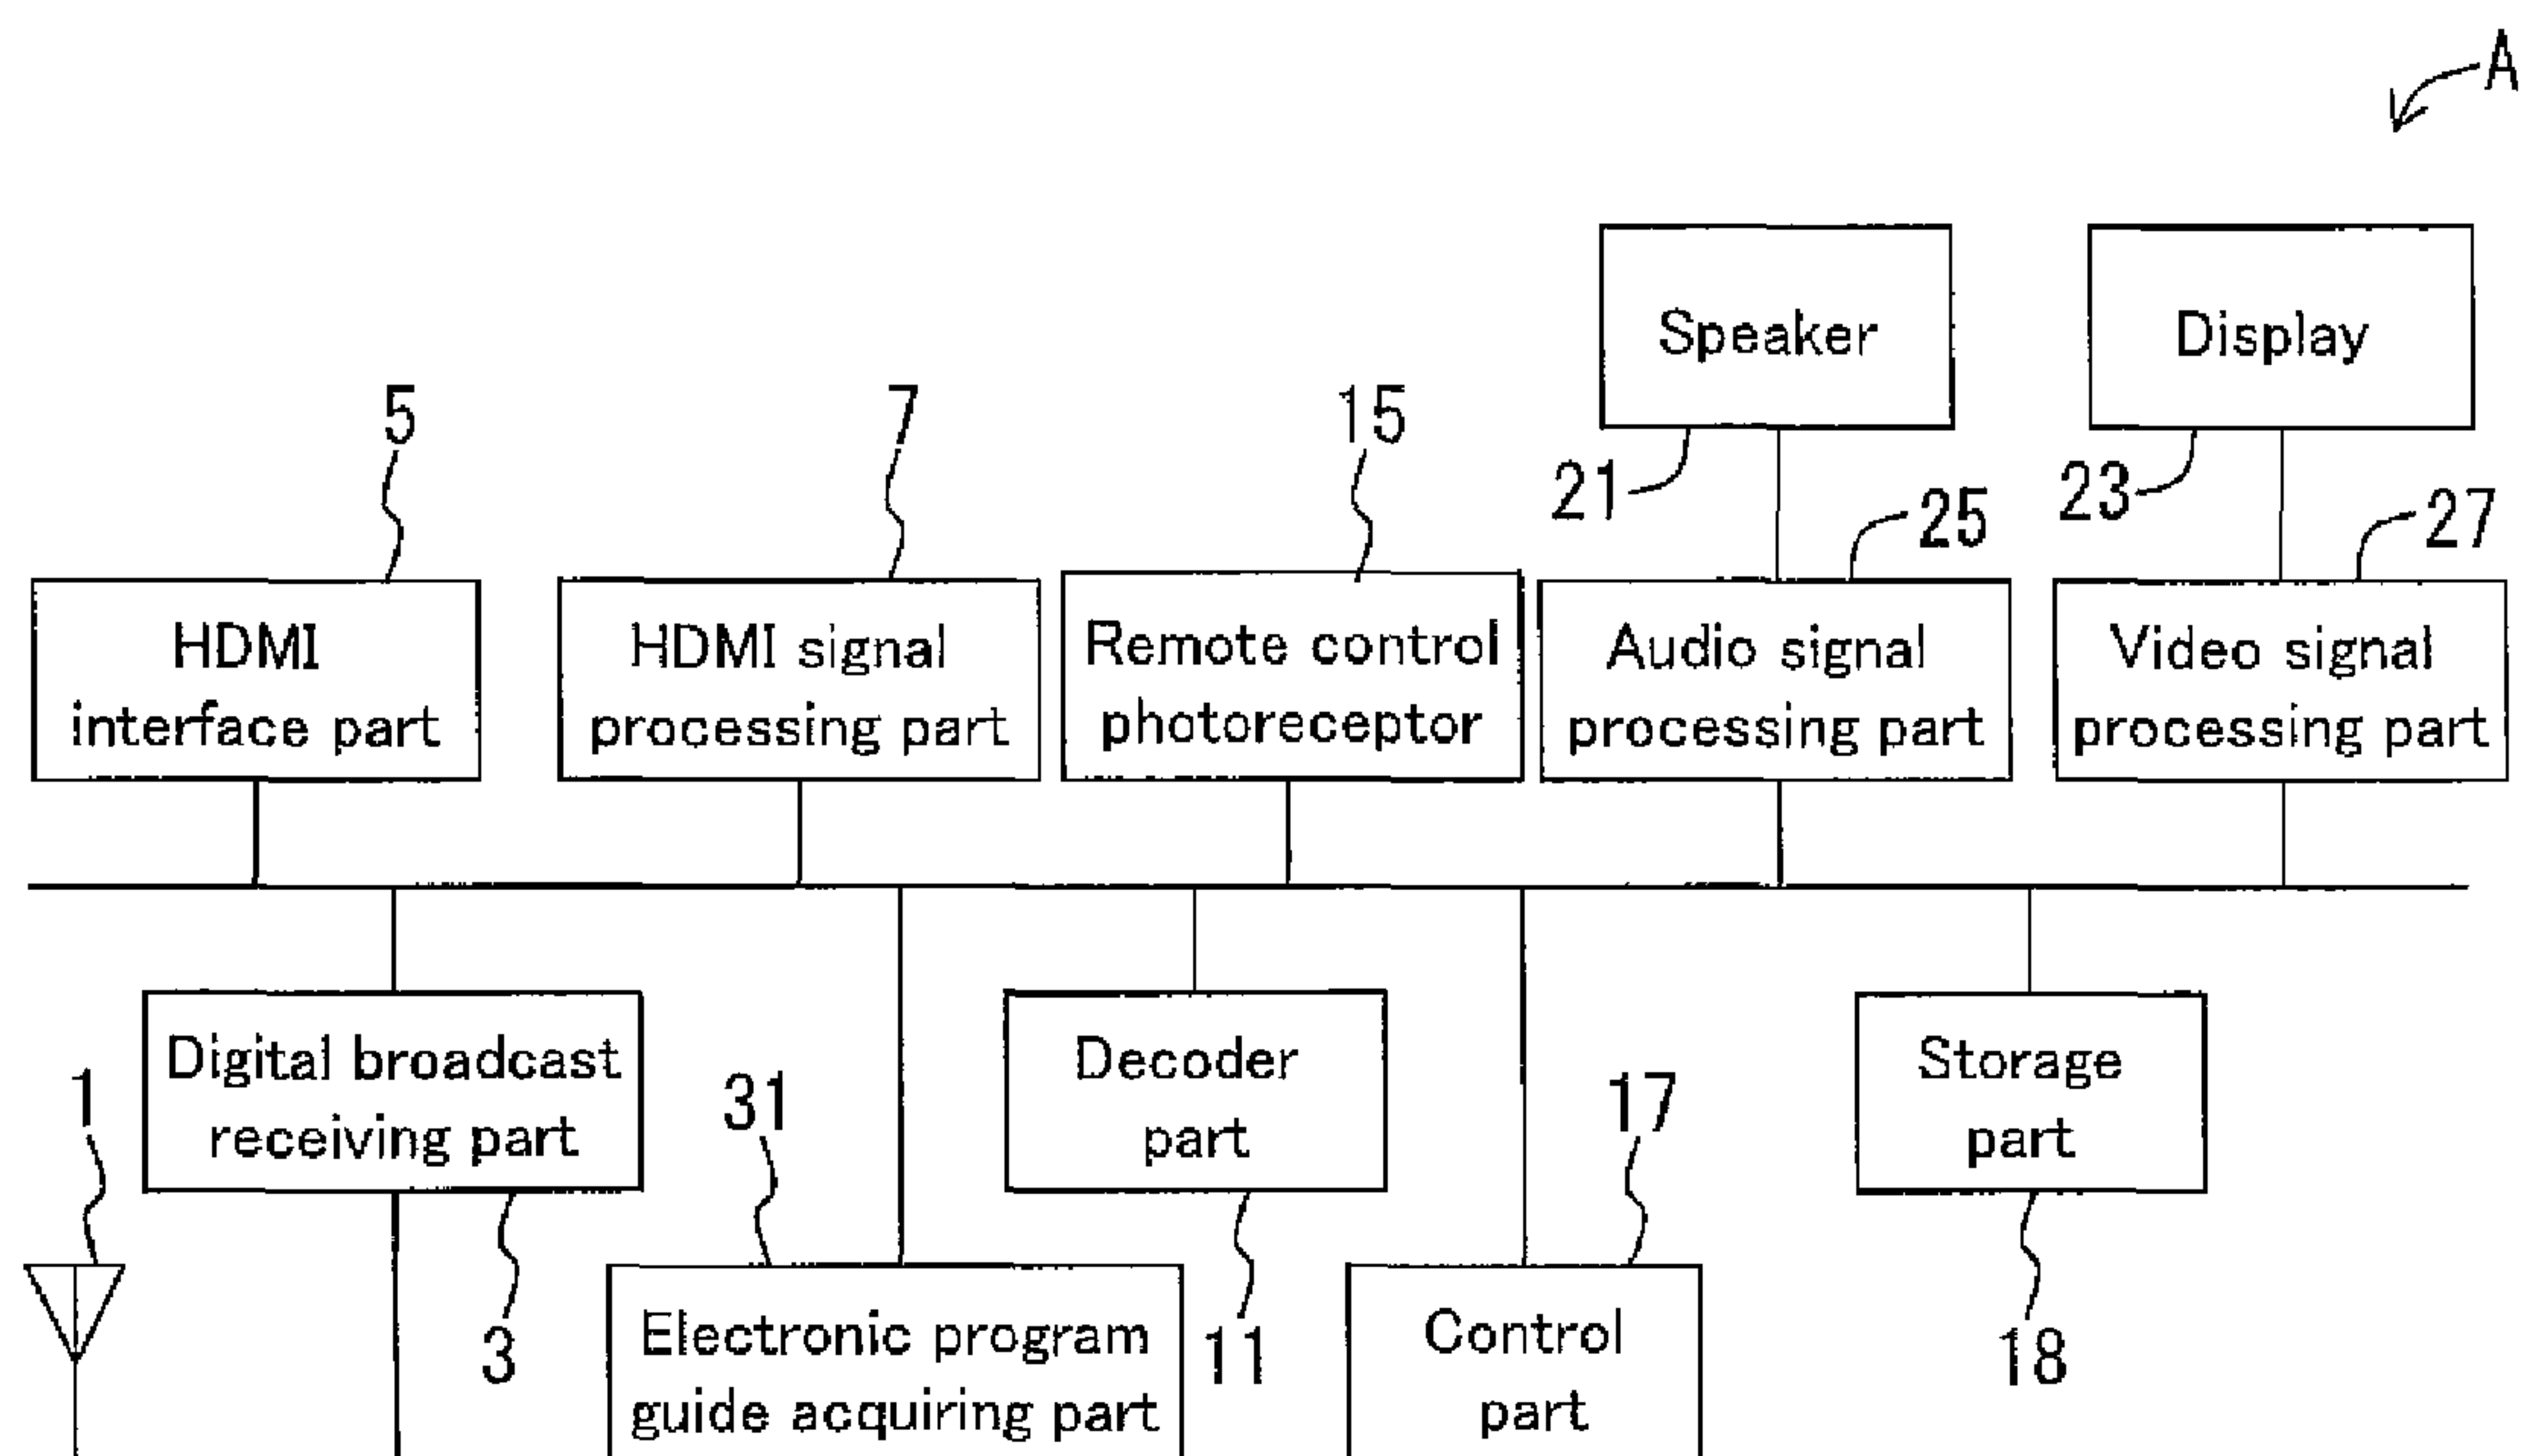 A
Speaker
Display
5
7
15
21
25
23
27
HDMI
interface part
HDMI signal
processing part
Remote control
photoreceptor
Audio signal
processing part
Video signal
processing part
Digital broadcast
receiving part
Decoder
part
Storage
part
1
31
17
3
11
18
Electronic program
guide acquiring part
Control
part